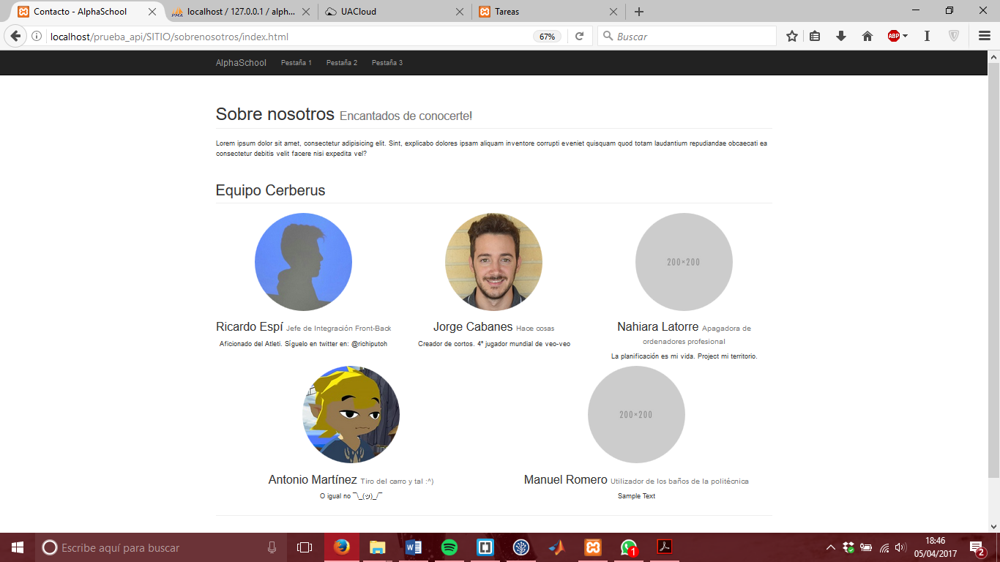 Contacto - AlphaSchool
localhost / 127.0.0.1 / alph...
UACloud
Tareas
localhost/prueba_api/SITIO/sobrenosotros/index.html
67%
Buscar
ABP
AlphaSchool Pestaña 1 Pestaña 2 Pestaña 3
Sobre nosotros Encantados de conocerte!
Lorem ipsum dolor sit amet, consectetur adipisicing elit. Sint, explicabo dolores ipsam aliquam inventore corrupti eveniet quisquam quod totam laudantium repudiandae obcaecati ea
consectetur debitis velit facere nisi expedita vel?
Equipo Cerberus
200×200
Ricardo Espí Jefe de Integración Front-Back
Aficionado del Atleti. Síguelo en twitter en: @richiputoh
Jorge Cabanes Hace cosas
Creador de cortos. 4º jugador mundial de veo-veo
Nahiara Latorre Apagadora de
ordenadores profesional
La planificación es mi vida. Project mi territorio.
200×200
Antonio Martínez Tiro del carro y tal :^)
O igual no ¯\_(ツ)_/¯
Manuel Romero Utilizador de los baños de la politécnica
Sample Text
Escribe aquí para buscar
1
18:46
05/04/2017
2